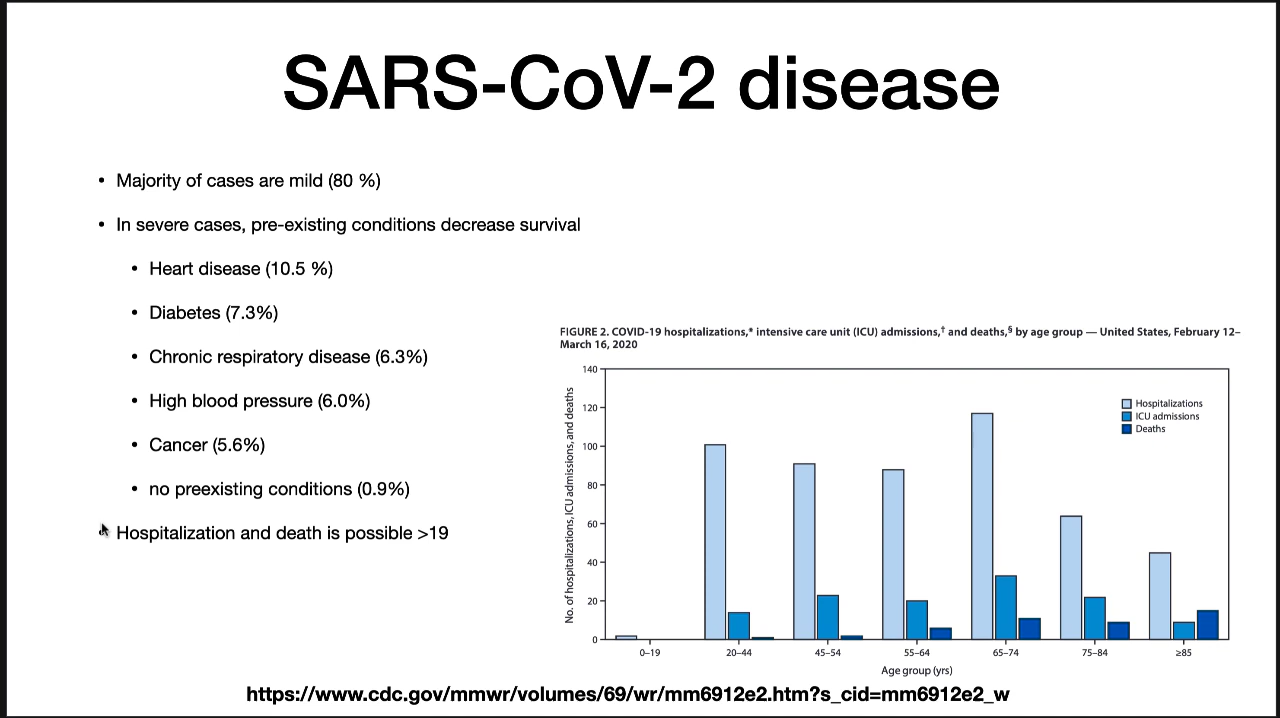 SARS-CoV-2 disease
• Majority of cases are mild (80 %)
• In severe cases, pre-existing conditions decrease survival
• Heart disease (10.5 %)
• Diabetes (7.3%)
• Chronic respiratory disease (6.3%)
• High blood pressure (6.0%)
• Cancer (5.6%)
• no preexisting conditions (0.9%)
Hospitalization and death is possible >19
FIGURE 2. COVID-19 hospitalizations,* intensive care unit (ICU) admissions,† and deaths,§ by age group — United States, February 12–
March 16, 2020
No. of hospitalizations, ICU admissions, and deaths
140
120
100
80
60
40
20
0
Hospitalizations
ICU admissions
Deaths
0–19 20–44 45–54 55–64 65–74 75–84 ≥85
Age group (yrs)
https://www.cdc.gov/mmwr/volumes/69/wr/mm6912e2.htm?s_cid=mm6912e2_w